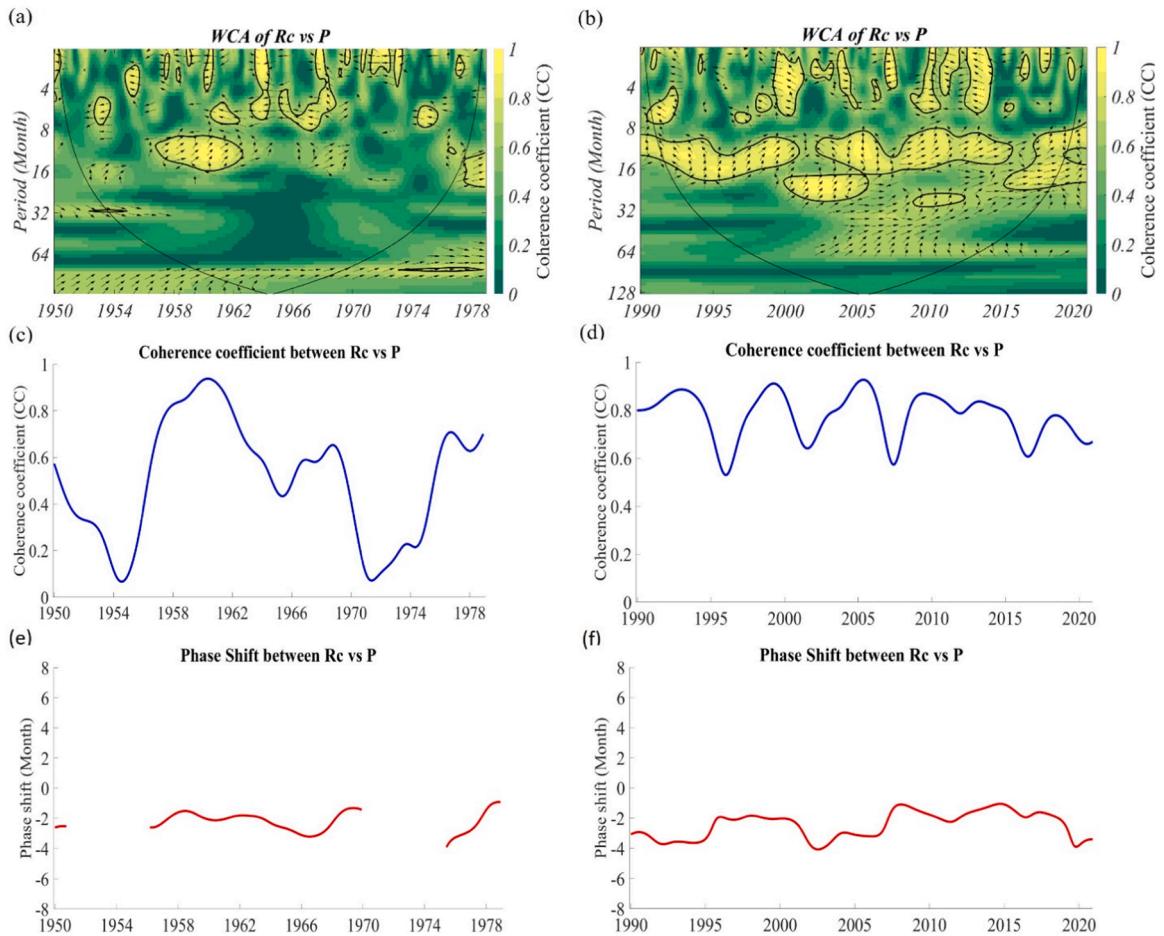 (a)
WCA of Rc vs P
Period (Month)
4
8
16
32
64
1950 1954 1958 1962 1966 1970 1974 1978
1
0.8
0.6
0.4
0.2
0
Coherence coefficient (CC)
(b)
WCA of Rc vs P
Period (Month)
4
8
16
32
64
128
1990 1995 2000 2005 2010 2015 2020
1
0.8
0.6
0.4
0.2
0
Coherence coefficient (CC)
(c)
Coherence coefficient between Rc vs P
Coherence coefficient (CC)
1
0.8
0.6
0.4
0.2
0
1950 1954 1958 1962 1966 1970 1974 1978
(d)
Coherence coefficient between Rc vs P
Coherence coefficient (CC)
1
0.8
0.6
0.4
0.2
0
1990 1995 2000 2005 2010 2015 2020
(e)
Phase Shift between Rc vs P
Phase shift (Month)
8
6
4
2
0
-2
-4
-6
-8
1950 1954 1958 1962 1966 1970 1974 1978
(f)
Phase Shift between Rc vs P
Phase shift (Month)
8
6
4
2
0
-2
-4
-6
-8
1990 1995 2000 2005 2010 2015 2020